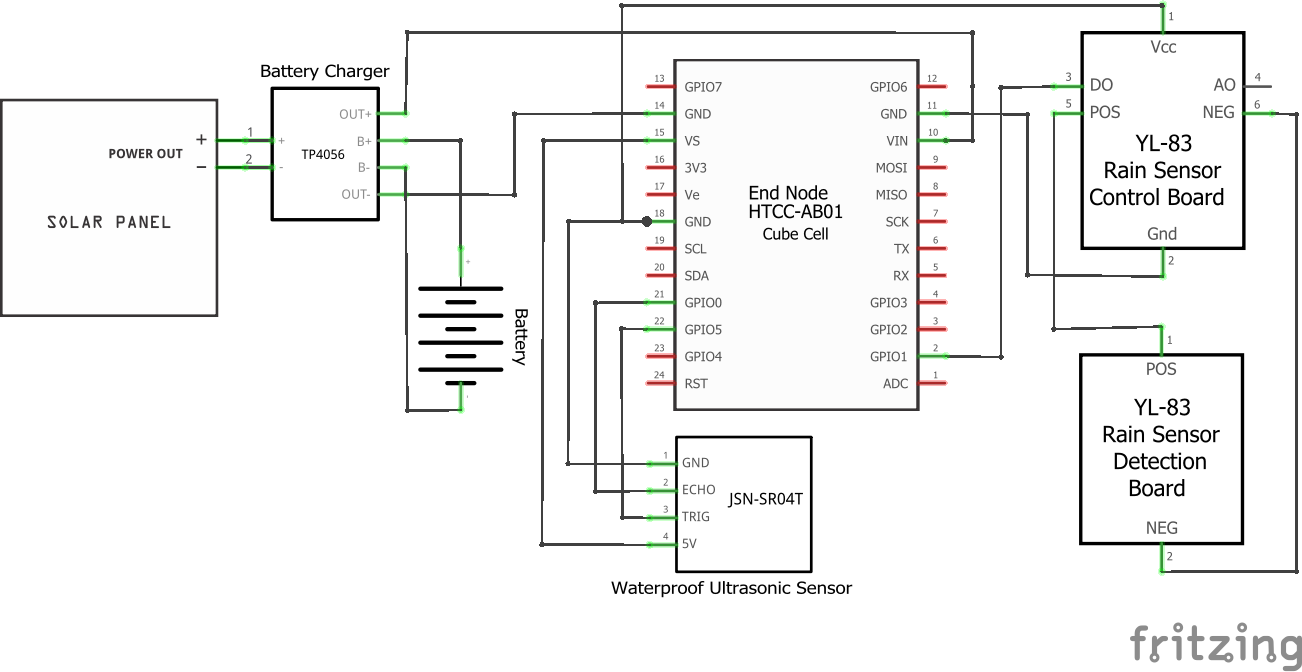 Battery Charger
POWER OUT
SOLAR PANEL
+
−
1
2
+
-
TP4056
OUT+
B+
B-
OUT-
+
Battery
13 GPIO7
14 GND
15 VS
16 3V3
17 Ve
18 GND
19 SCL
20 SDA
21 GPIO0
22 GPIO5
23 GPIO4
24 RST
End Node
HTCC-AB01
Cube Cell
GPIO6 12
GND 11
VIN 10
MOSI 9
MISO 8
SCK 7
TX 6
RX 5
GPIO3 4
GPIO2 3
GPIO1 2
ADC 1
1
Vcc
3 DO
AO 4
5 POS
NEG 6
YL-83
Rain Sensor
Control Board
Gnd
2
1
POS
YL-83
Rain Sensor
Detection
Board
NEG
2
1 GND
2 ECHO
3 TRIG
4 5V
JSN-SR04T
Waterproof Ultrasonic Sensor
fritzing